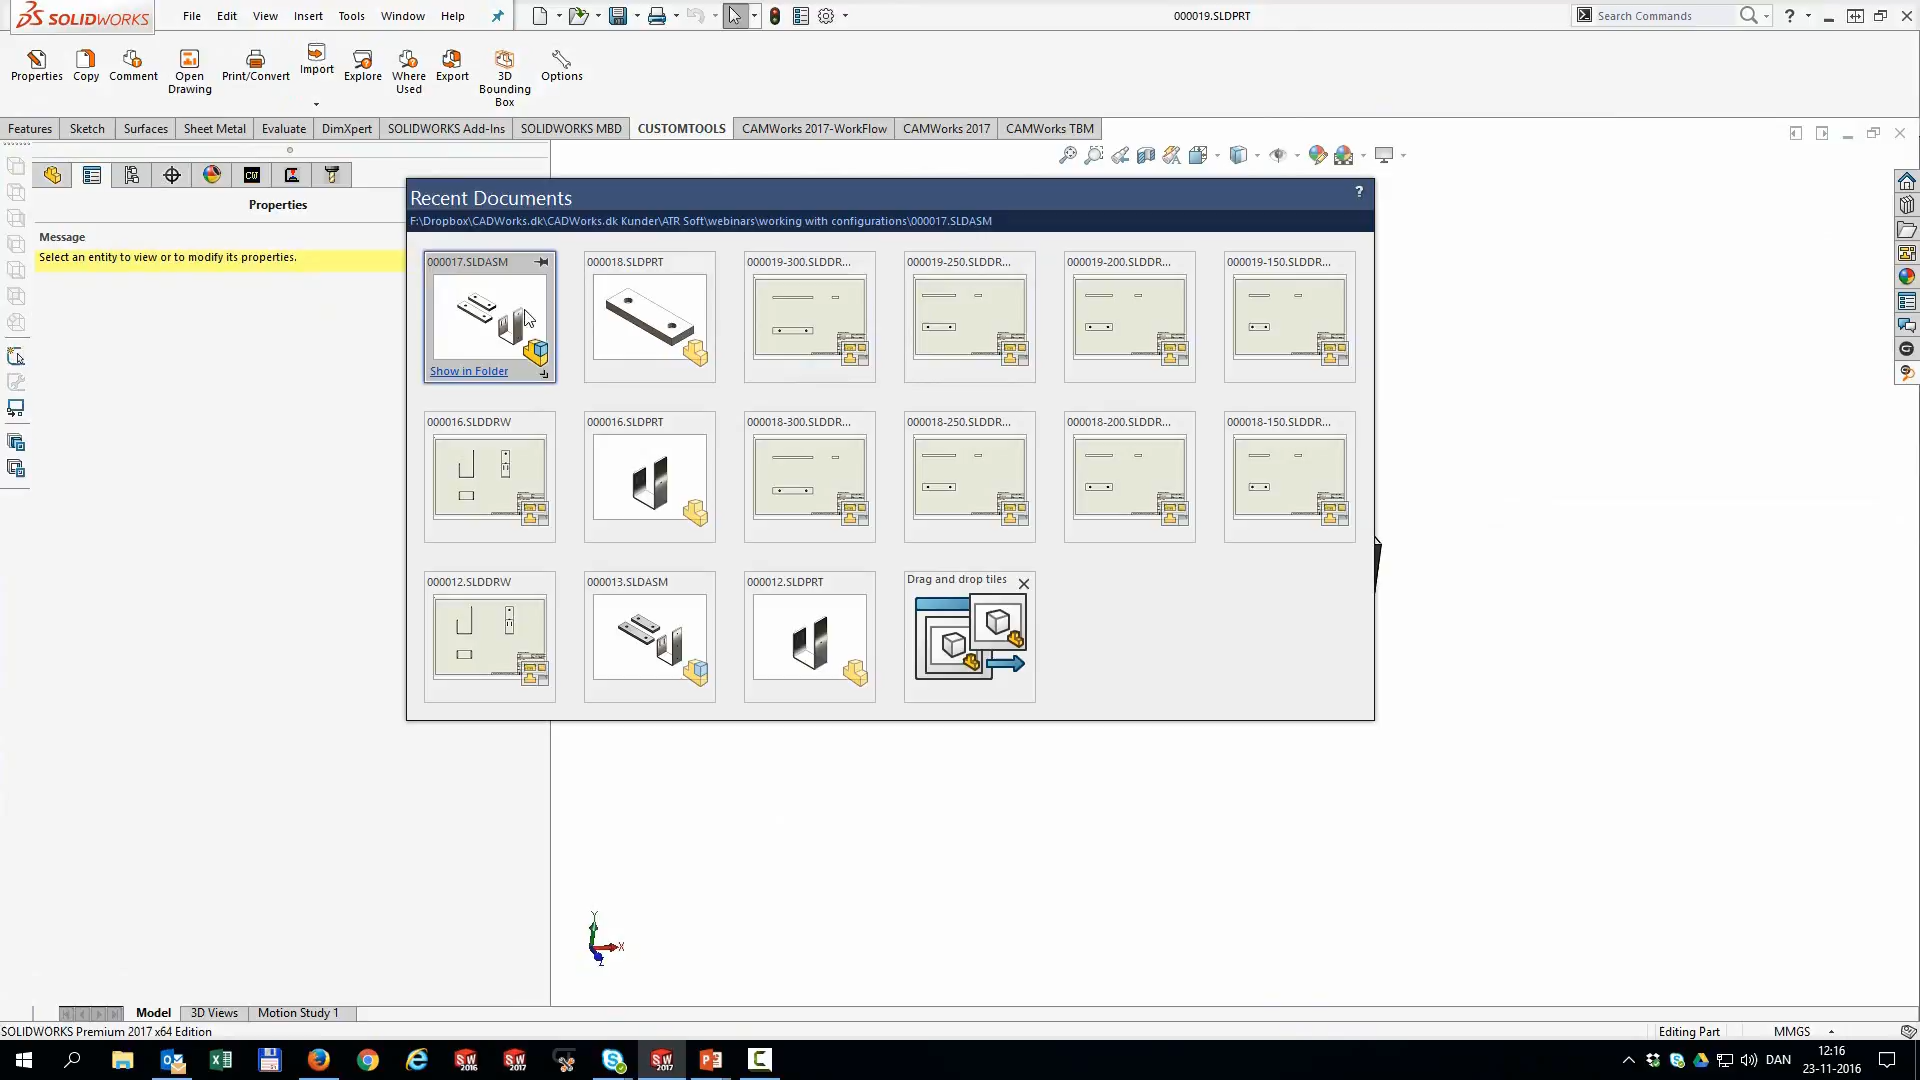 SOLIDWORKS
File Edit View Insert Tools Window Help
000019.SLDPRT
Search Commands
Properties Copy Comment Open Drawing Print/Convert Import Explore Where Used Export 3D Bounding Box Options
Features Sketch Surfaces Sheet Metal Evaluate DimXpert SOLIDWORKS Add-Ins SOLIDWORKS MBD CUSTOMTOOLS CAMWorks 2017-WorkFlow CAMWorks 2017 CAMWorks TBM
Properties
Message
Select an entity to view or to modify its properties.
Recent Documents
?
F:\Dropbox\CADWorks.dk\CADWorks.dk Kunder\ATR Soft\webinars\working with configurations\000017.SLDASM
000017.SLDASM 000018.SLDPRT 000019-300.SLDDR... 000019-250.SLDDR... 000019-200.SLDDR... 000019-150.SLDDR...
Show in Folder
000016.SLDDRW 000016.SLDPRT 000018-300.SLDDR... 000018-250.SLDDR... 000018-200.SLDDR... 000018-150.SLDDR...
000012.SLDDRW 000013.SLDASM 000012.SLDPRT Drag and drop tiles
Y
X
Z
Model 3D Views Motion Study 1
SOLIDWORKS Premium 2017 x64 Edition
Editing Part MMGS
DAN
12:16
23-11-2016